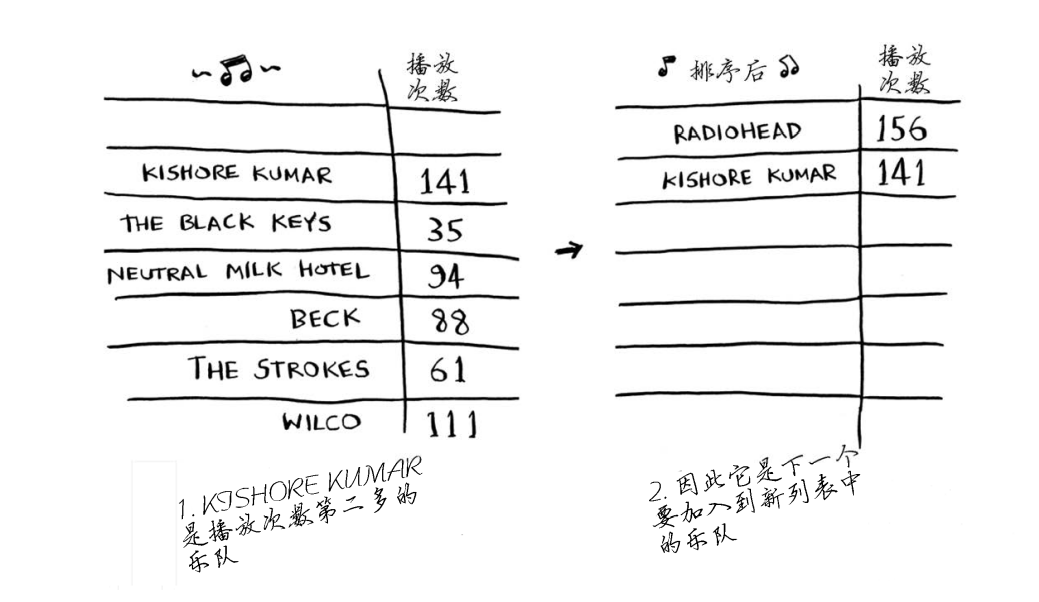 播放
次数
KISHORE KUMAR 141
THE BLACK KEYS 35
NEUTRAL MILK HOTEL 94
BECK 88
THE STROKES 61
WILCO 111
1. KISHORE KUMAR
是播放次数第二多的
乐队
排序后
播放
次数
RADIOHEAD 156
KISHORE KUMAR 141
2. 因此它是下一个
要加入到新列表中
的乐队